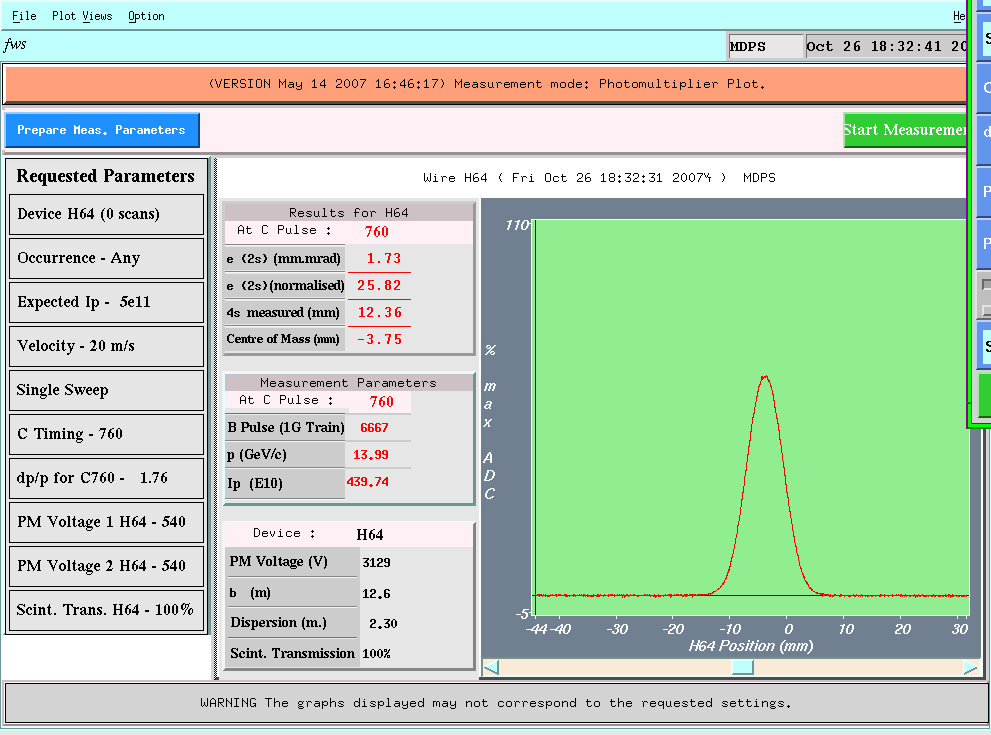 File Plot Views Option He
fws
MDPS Oct 26 18:32:41 20
(VERSION May 14 2007 16:46:17) Measurement mode: Photomultiplier Plot.
Prepare Meas. Parameters
Start Measuremen
Requested Parameters
Device H64 (0 scans)
Occurrence - Any
Expected Ip - 5e11
Velocity - 20 m/s
Single Sweep
C Timing - 760
dp/p for C760 - 1.76
PM Voltage 1 H64 - 540
PM Voltage 2 H64 - 540
Scint. Trans. H64 - 100%
Wire H64 ( Fri Oct 26 18:32:31 2007 ) MDPS
Results for H64
At C Pulse : 760
e (2s) (mm.mrad) 1.73
e (2s)(normalised) 25.82
4s measured (mm) 12.36
Centre of Mass (mm) -3.75
Measurement Parameters
At C Pulse : 760
B Pulse (1G Train) 6667
p (GeV/c) 13.99
Ip (E10) 439.74
Device : H64
PM Voltage (V) 3129
b (m) 12.6
Dispersion (m.) 2.30
Scint. Transmission 100%
110
% max ADC
-5
-44 -40 -30 -20 -10 0 10 20 30
H64 Position (mm)
S
C
d
P
P
S
WARNING The graphs displayed may not correspond to the requested settings.